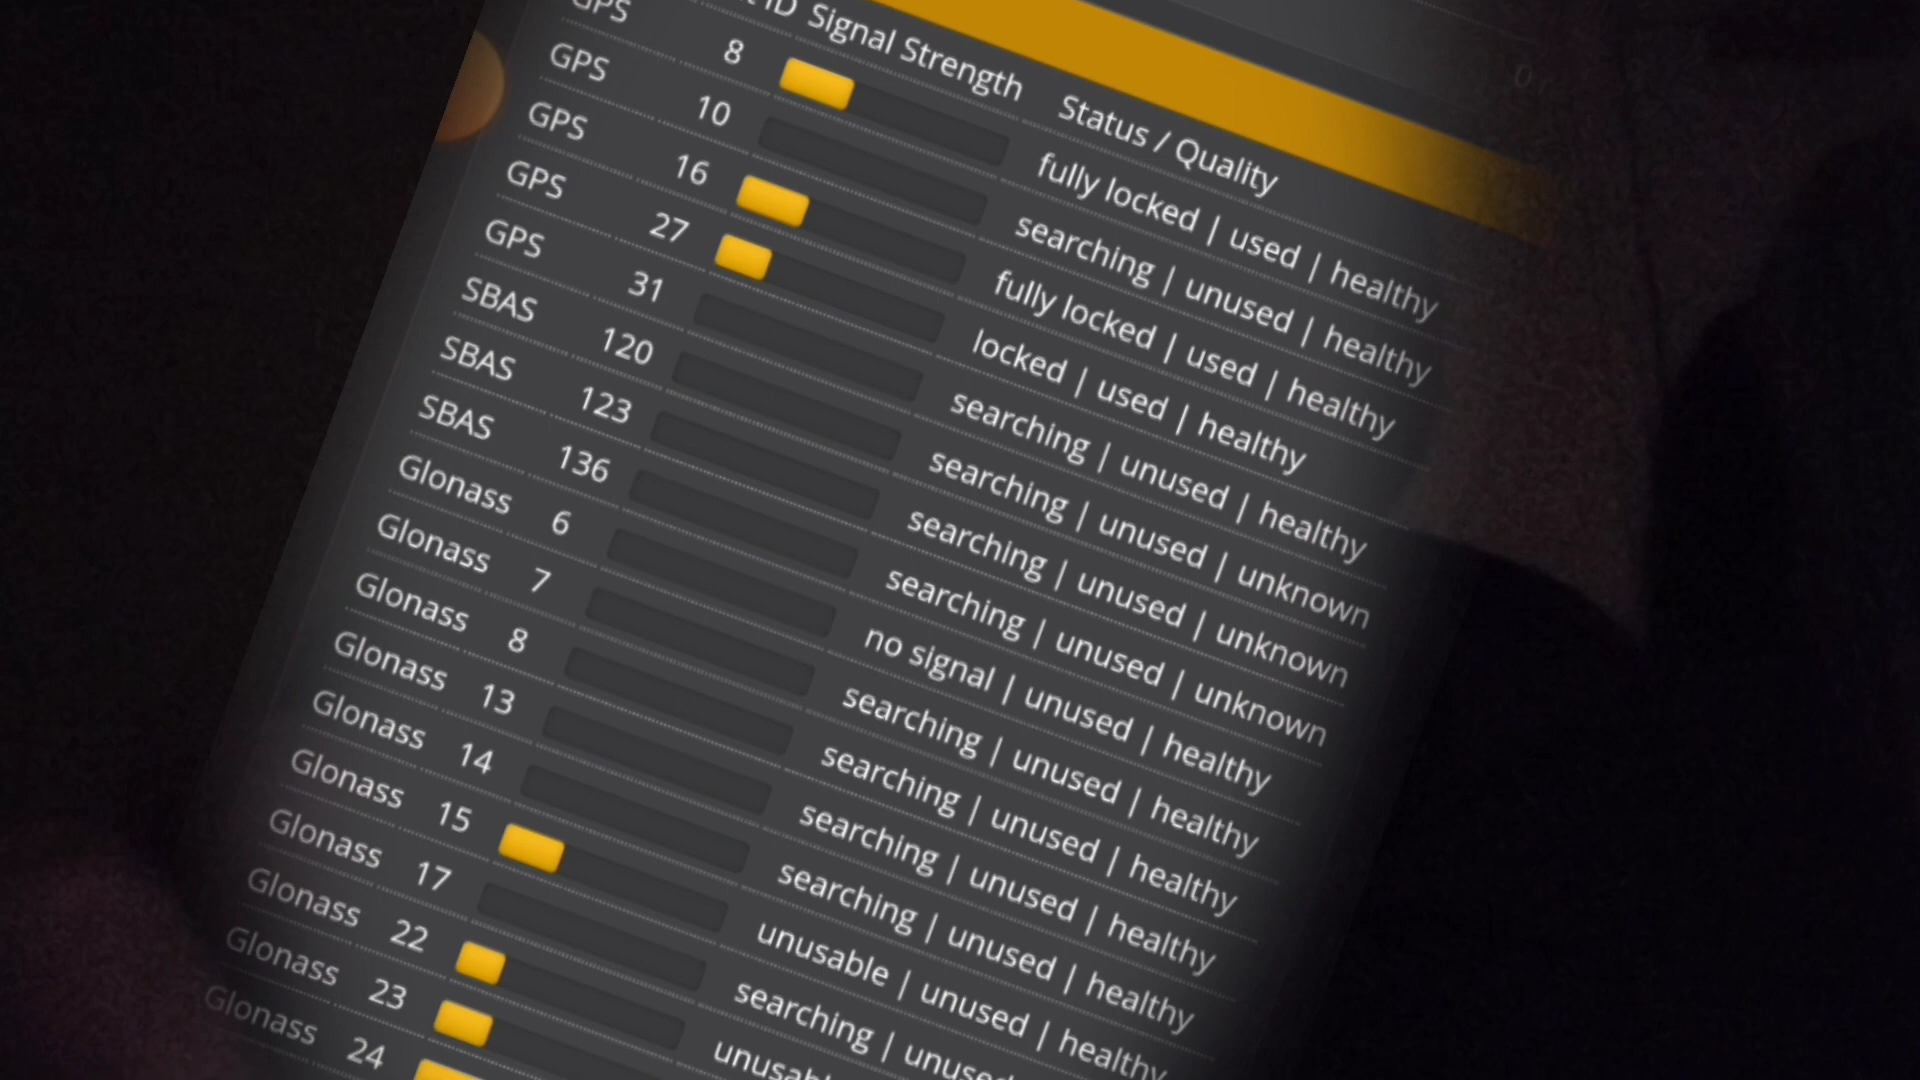 ID Signal Strength Status / Quality
GPS 8 fully locked | used | healthy
GPS 10 searching | unused | healthy
GPS 16 fully locked | used | healthy
GPS 27 locked | used | healthy
GPS 31 searching | unused | healthy
SBAS 120 searching | unused | unknown
SBAS 123 searching | unused | unknown
SBAS 136 searching | unused | unknown
Glonass 6 no signal | unused | healthy
Glonass 7 searching | unused | healthy
Glonass 8 searching | unused | healthy
Glonass 13 searching | unused | healthy
Glonass 14 searching | unused | healthy
Glonass 15 unusable | unused | healthy
Glonass 17 searching | unused
Glonass 22
Glonass 23
Glonass 24